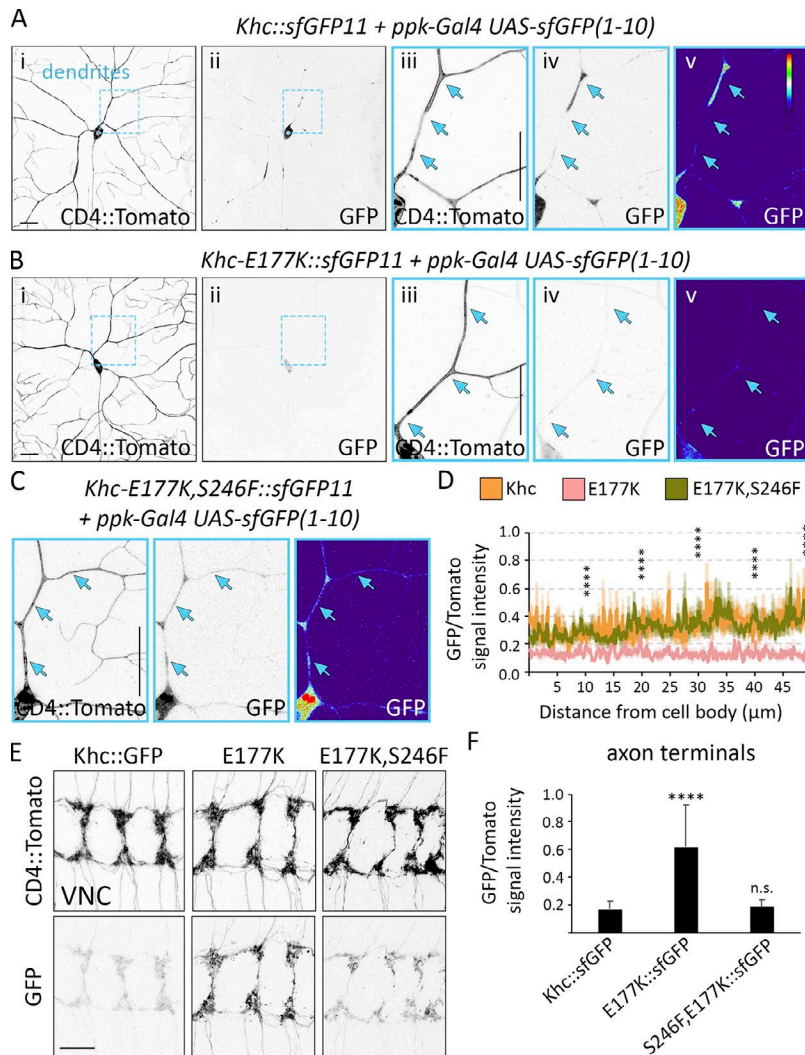 A
Khc::sfGFP11 + ppk-Gal4 UAS-sfGFP(1-10)
i
dendrites
CD4::Tomato
ii
GFP
iii
CD4::Tomato
iv
GFP
v
GFP
B
Khc-E177K::sfGFP11 + ppk-Gal4 UAS-sfGFP(1-10)
i
CD4::Tomato
ii
GFP
iii
CD4::Tomato
iv
GFP
v
GFP
C
Khc-E177K,S246F::sfGFP11
+ ppk-Gal4 UAS-sfGFP(1-10)
CD4::Tomato
GFP
GFP
D
Khc
E177K
E177K,S246F
GFP/Tomato
signal intensity
1.0
0.8
0.6
0.4
0.2
0.0
****
****
****
****
****
5 10 15 20 25 30 35 40 45
Distance from cell body (μm)
E
Khc::GFP
E177K
E177K,S246F
CD4::Tomato
VNC
GFP
F
axon terminals
GFP/Tomato
signal intensity
1.0
0.8
0.6
0.4
0.2
****
n.s.
Khc::sfGFP
E177K::sfGFP
S246F,E177K::sfGFP